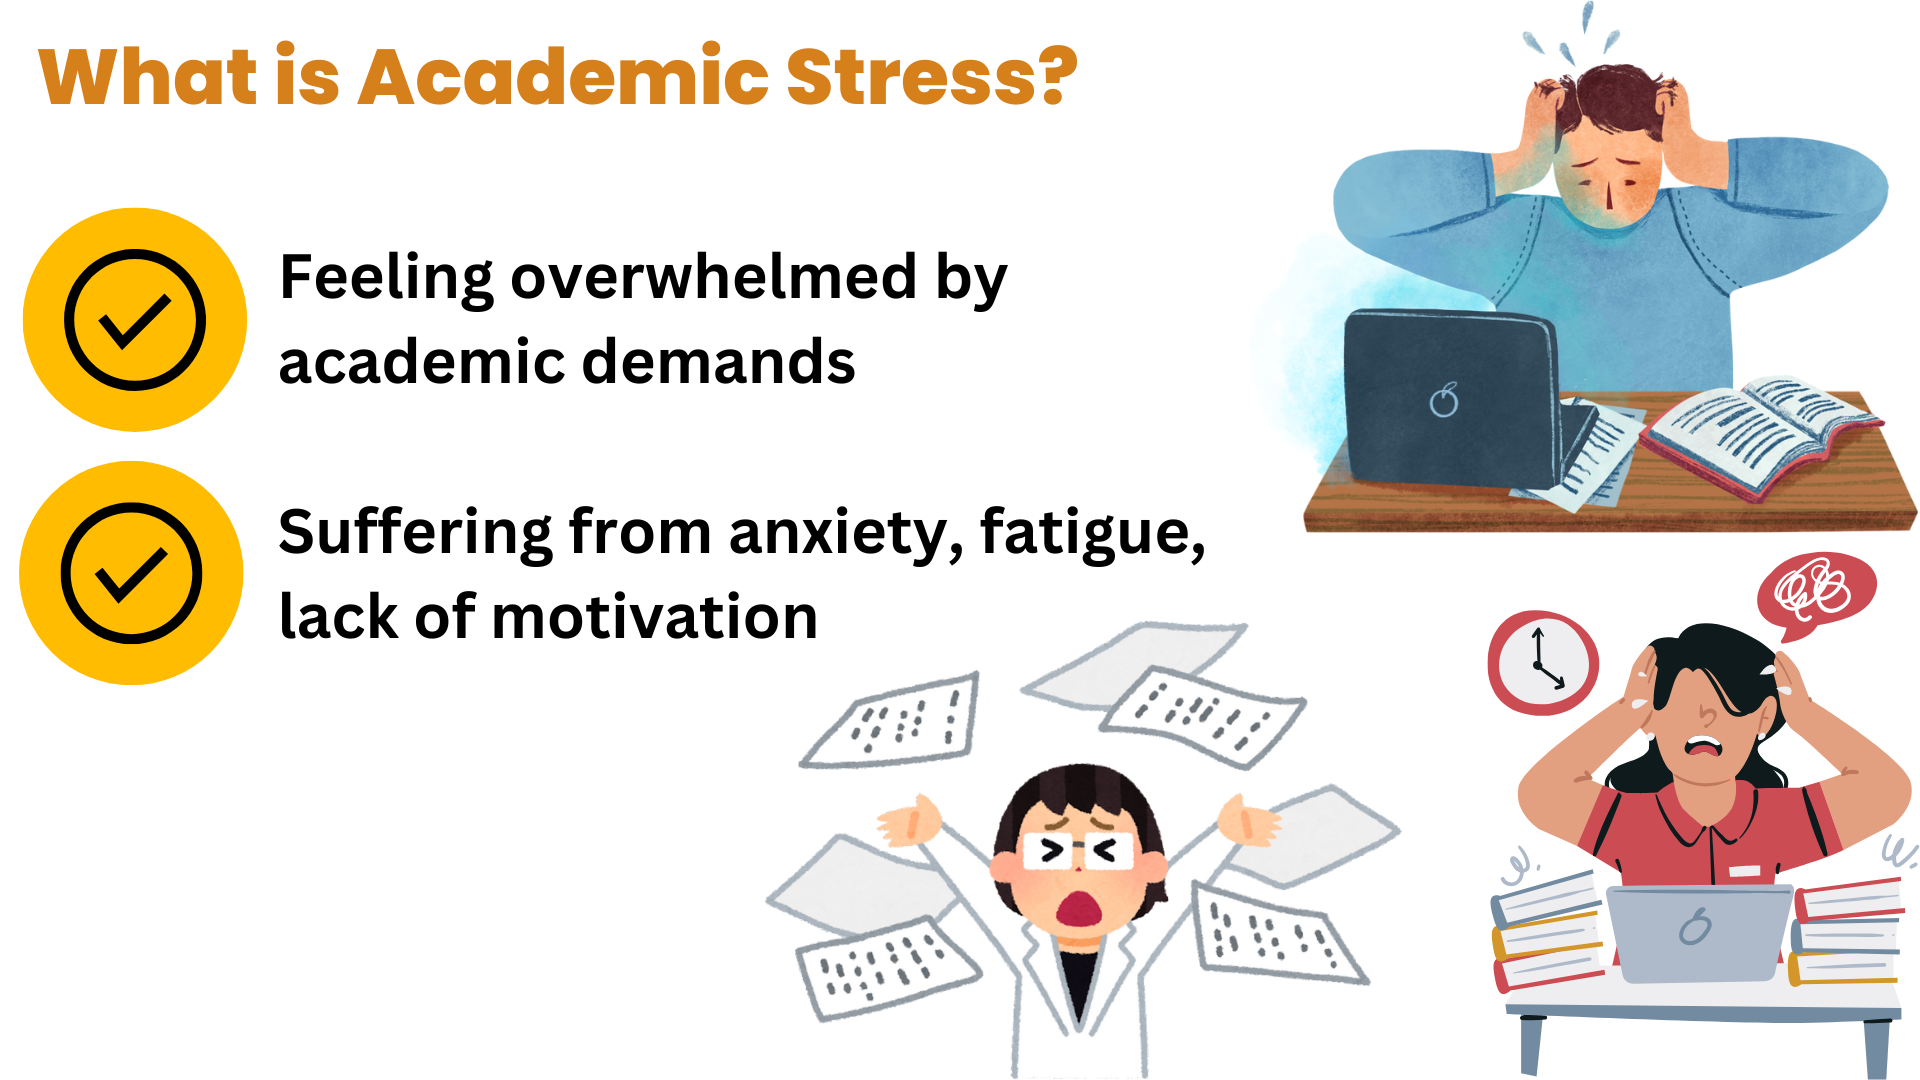 What is Academic Stress?
Feeling overwhelmed by
academic demands
Suffering from anxiety, fatigue,
lack of motivation